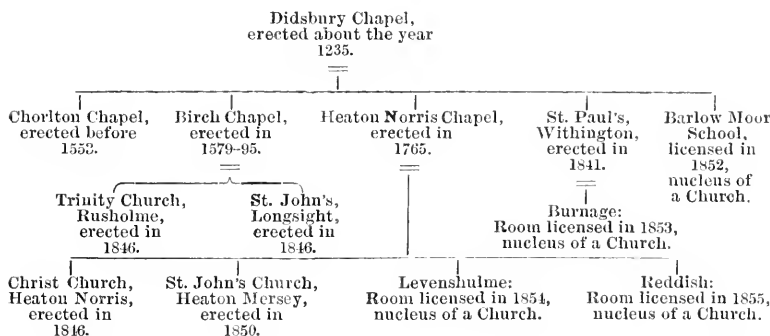 Didsbury Chapel,
erected about the year
1235.
Chorlton Chapel,
erected before
1553.
Birch Chapel,
erected in
1579-95.
Heaton Norris Chapel,
erected in
1765.
St. Paul's,
Withington,
erected in
1841.
Barlow Moor
School,
licensed in
1852,
nucleus of
a Church.
Trinity Church,
Rusholme,
erected in
1846.
St. John's,
Longsight,
erected in
1846.
Burnage:
Room licensed in 1853,
nucleus of a Church.
Christ Church,
Heaton Norris,
erected in
1846.
St. John's Church,
Heaton Mersey,
erected in
1850.
Levenshulme:
Room licensed in 1854,
nucleus of a Church.
Reddish:
Room licensed in 1855,
nucleus of a Church.